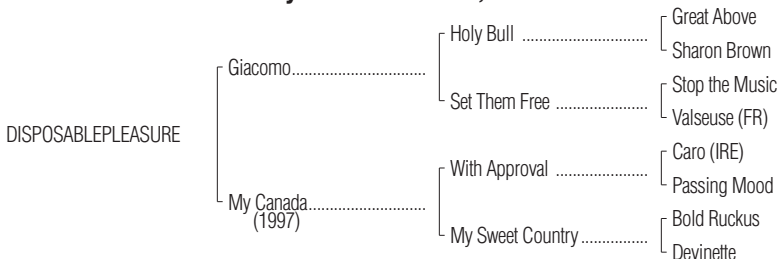 Great Above
Holy Bull ................................
Sharon Brown
Giacomo..................................
Stop the Music
Set Them Free .......................
Valseuse (FR)
DISPOSABLEPLEASURE
Caro (IRE)
With Approval .......................
Passing Mood
My Canada..............................
(1997)
Bold Ruckus
My Sweet Country.................
Devinette